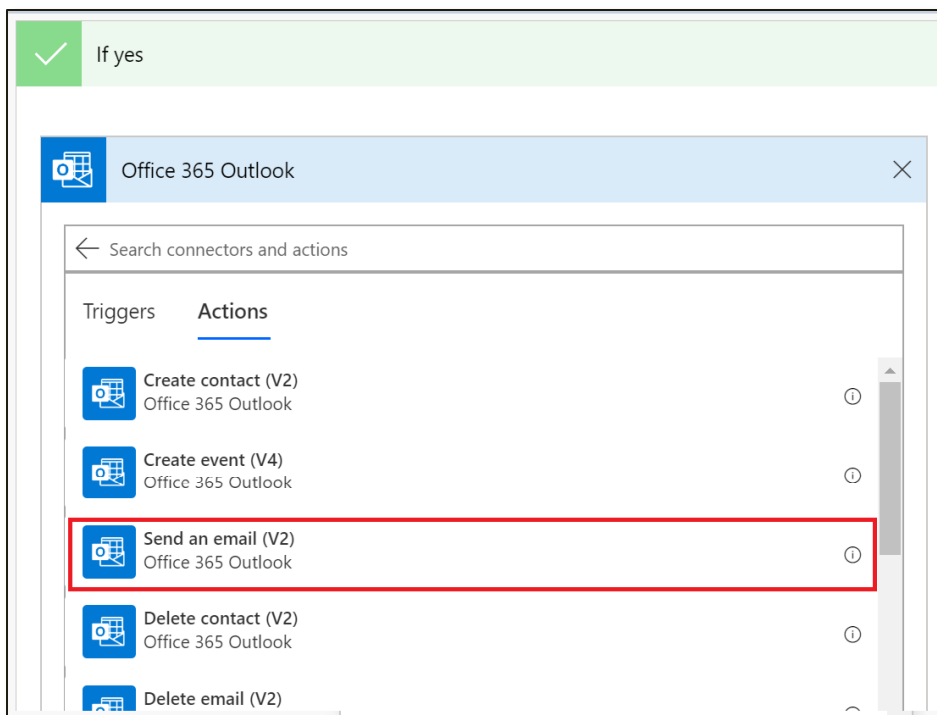 If yes
Office 365 Outlook
Search connectors and actions
Triggers Actions
Create contact (V2)
Office 365 Outlook
Create event (V4)
Office 365 Outlook
Send an email (V2)
Office 365 Outlook
Delete contact (V2)
Office 365 Outlook
Delete email (V2)